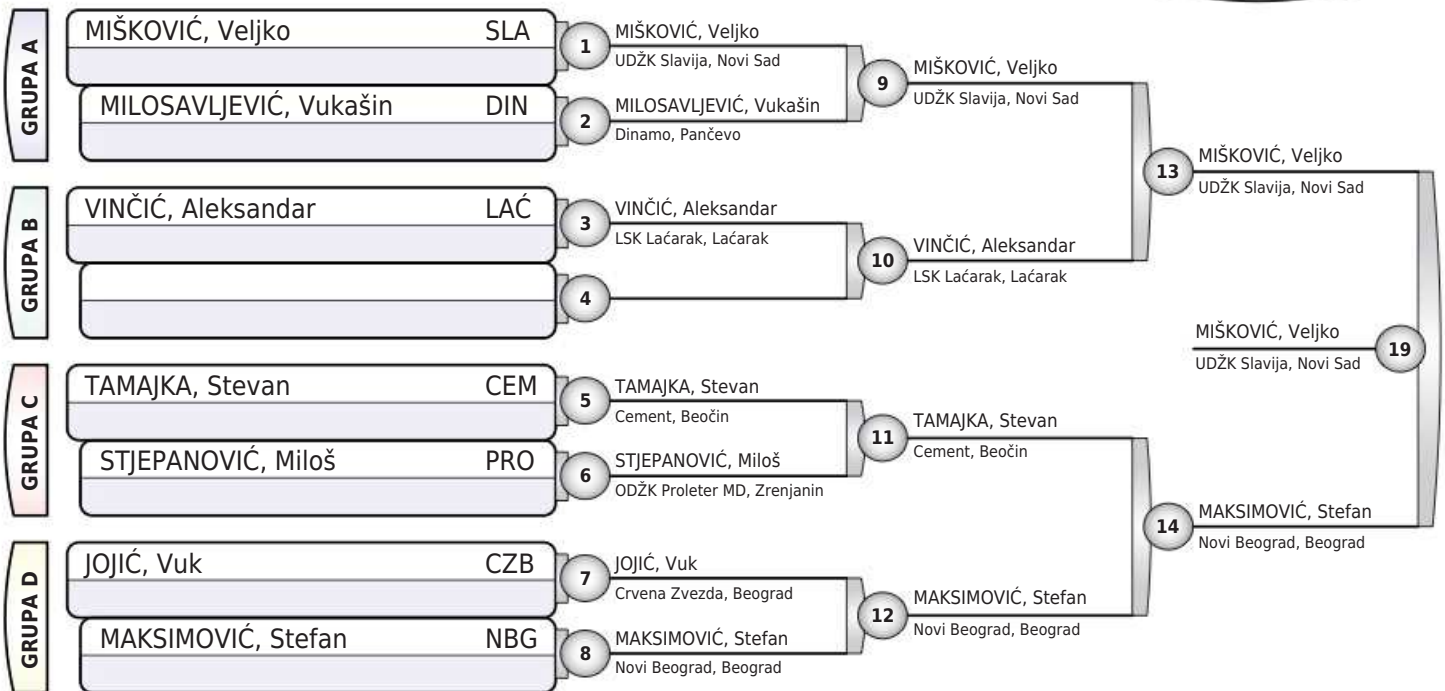 GRUPA A
MIŠKOVIĆ, Veljko SLA
MILOSAVLJEVIĆ, Vukašin DIN
GRUPA B
VINČIĆ, Aleksandar LAĆ
GRUPA C
TAMAJKA, Stevan CEM
STJEPANOVIĆ, Miloš PRO
GRUPA D
JOJIĆ, Vuk CZB
MAKSIMOVIĆ, Stefan NBG
1
MIŠKOVIĆ, Veljko
UDŽK Slavija, Novi Sad
2
MILOSAVLJEVIĆ, Vukašin
Dinamo, Pančevo
3
VINČIĆ, Aleksandar
LSK Laćarak, Laćarak
4
5
TAMAJKA, Stevan
Cement, Beočin
6
STJEPANOVIĆ, Miloš
ODŽK Proleter MD, Zrenjanin
7
JOJIĆ, Vuk
Crvena Zvezda, Beograd
8
MAKSIMOVIĆ, Stefan
Novi Beograd, Beograd
9
MIŠKOVIĆ, Veljko
UDŽK Slavija, Novi Sad
10
VINČIĆ, Aleksandar
LSK Laćarak, Laćarak
11
TAMAJKA, Stevan
Cement, Beočin
12
MAKSIMOVIĆ, Stefan
Novi Beograd, Beograd
13
MIŠKOVIĆ, Veljko
UDŽK Slavija, Novi Sad
14
MAKSIMOVIĆ, Stefan
Novi Beograd, Beograd
MIŠKOVIĆ, Veljko
UDŽK Slavija, Novi Sad
19